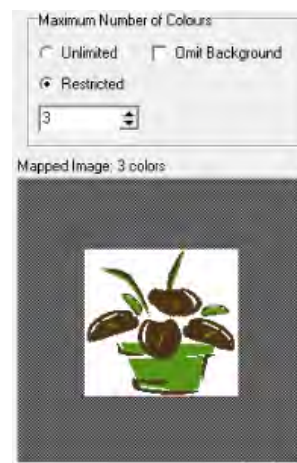 Maximum Number of Colours
Unlimited Omit Background
Restricted
3
Mapped Image: 3 colors